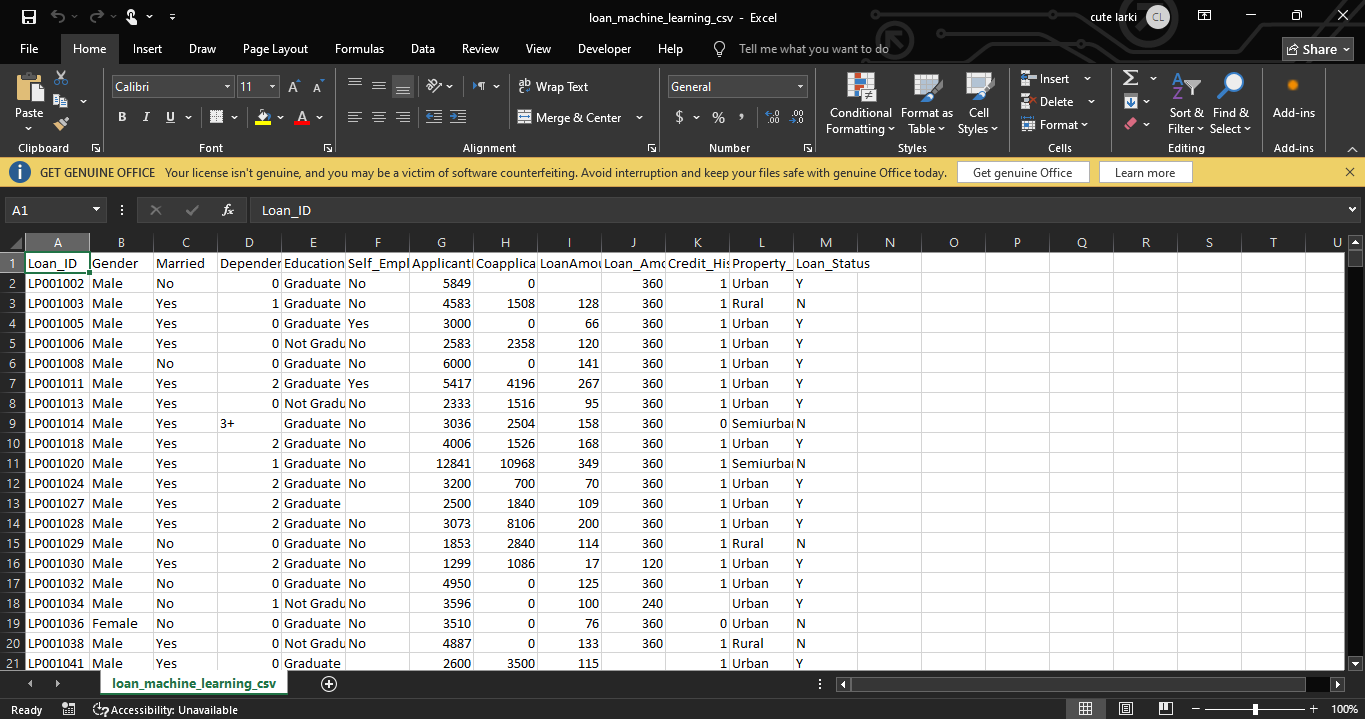 loan_machine_learning_csv - Excel
cute larki CL
File Home Insert Draw Page Layout Formulas Data Review View Developer Help Tell me what you want to do Share
Paste
Clipboard
Calibri 11 A A
B I U A
Font
ab Wrap Text
Merge & Center
Alignment
General
$ % ,
Number
Conditional Formatting
Format as Table
Cell Styles
Styles
Insert
Delete
Format
Cells
Sort & Filter
Find & Select
Editing
Add-ins
Add-ins
GET GENUINE OFFICE Your license isn't genuine, and you may be a victim of software counterfeiting. Avoid interruption and keep your files safe with genuine Office today. Get genuine Office Learn more
A1 fx Loan_ID
A B C D E F G H I J K L M N O P Q R S T U
1 Loan_ID Gender Married Depender Education Self_Empl ApplicantI Coapplica LoanAmou Loan_Amo Credit_His Property_ Loan_Status
2 LP001002 Male No 0 Graduate No 5849 0 360 1 Urban Y
3 LP001003 Male Yes 1 Graduate No 4583 1508 128 360 1 Rural N
4 LP001005 Male Yes 0 Graduate Yes 3000 0 66 360 1 Urban Y
5 LP001006 Male Yes 0 Not Gradu No 2583 2358 120 360 1 Urban Y
6 LP001008 Male No 0 Graduate No 6000 0 141 360 1 Urban Y
7 LP001011 Male Yes 2 Graduate Yes 5417 4196 267 360 1 Urban Y
8 LP001013 Male Yes 0 Not Gradu No 2333 1516 95 360 1 Urban Y
9 LP001014 Male Yes 3+ Graduate No 3036 2504 158 360 0 Semiurbar N
10 LP001018 Male Yes 2 Graduate No 4006 1526 168 360 1 Urban Y
11 LP001020 Male Yes 1 Graduate No 12841 10968 349 360 1 Semiurbar N
12 LP001024 Male Yes 2 Graduate No 3200 700 70 360 1 Urban Y
13 LP001027 Male Yes 2 Graduate 2500 1840 109 360 1 Urban Y
14 LP001028 Male Yes 2 Graduate No 3073 8106 200 360 1 Urban Y
15 LP001029 Male No 0 Graduate No 1853 2840 114 360 1 Rural N
16 LP001030 Male Yes 2 Graduate No 1299 1086 17 120 1 Urban Y
17 LP001032 Male No 0 Graduate No 4950 0 125 360 1 Urban Y
18 LP001034 Male No 1 Not Gradu No 3596 0 100 240 Urban Y
19 LP001036 Female No 0 Graduate No 3510 0 76 360 0 Urban N
20 LP001038 Male Yes 0 Not Gradu No 4887 0 133 360 1 Rural N
21 LP001041 Male Yes 0 Graduate 2600 3500 115 1 Urban Y
loan_machine_learning_csv
Ready Accessibility: Unavailable 100%